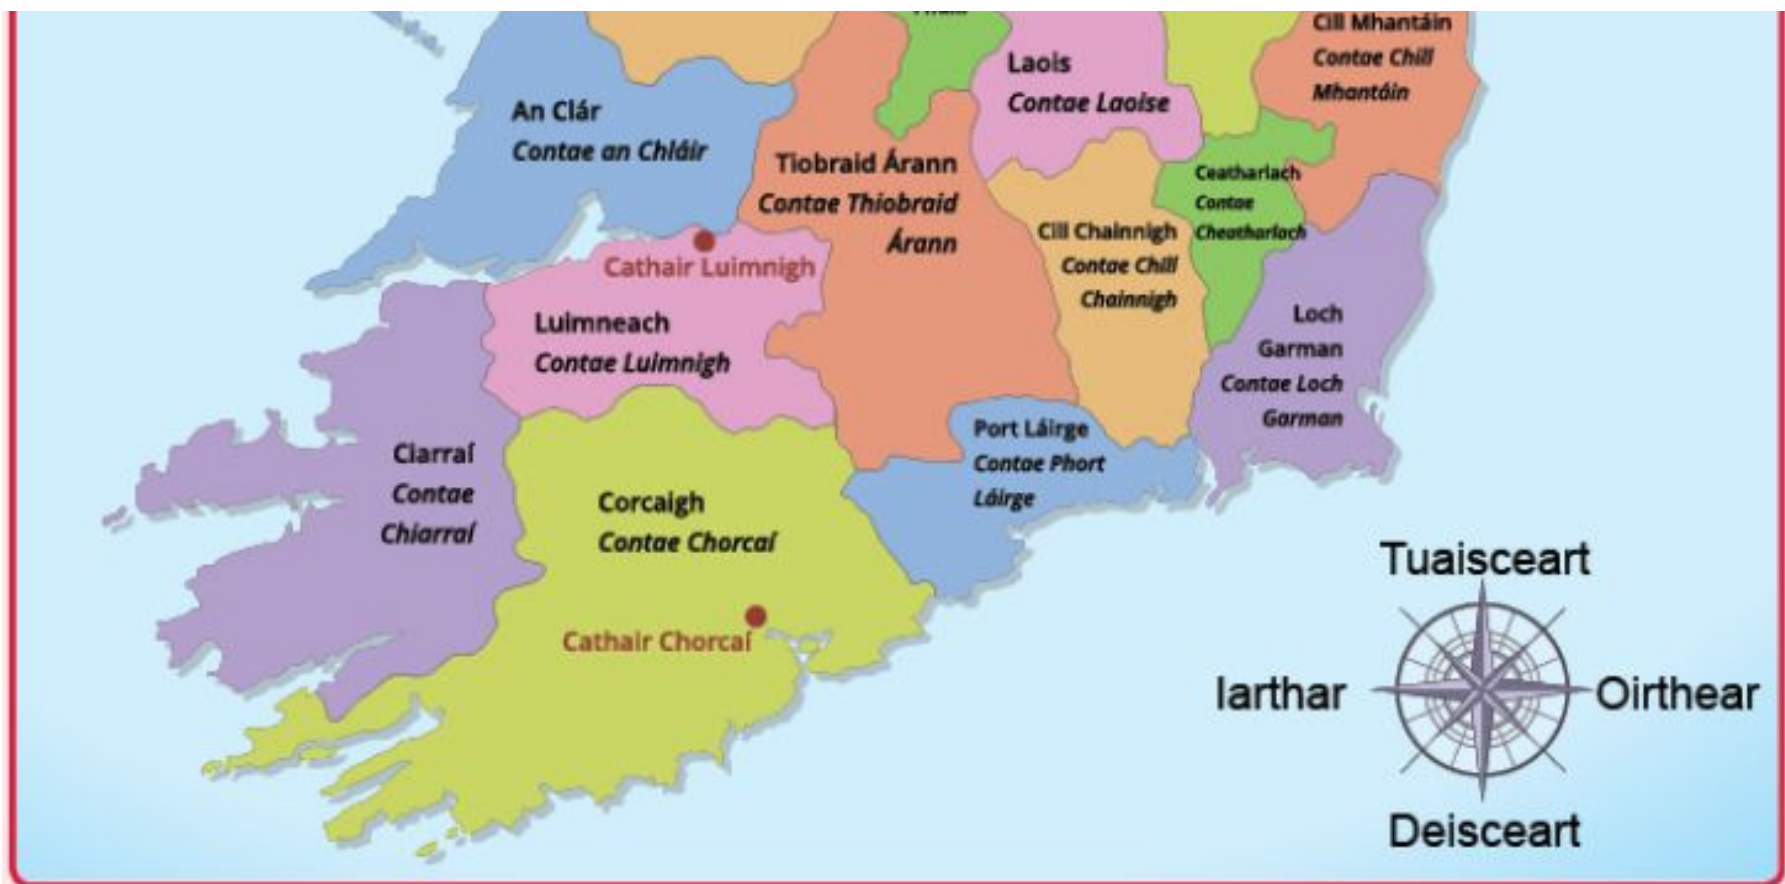 Cill Mhantáin
Contae Chill
Mhantáin
Laois
Contae Laoise
An Clár
Contae an Chláir
Tiobraid Árann
Contae Thiobraid
Árann
Ceatharlach
Contae
Cheatharlach
Cill Chainnigh
Contae Chill
Chainnigh
Cathair Luimnigh
Luimneach
Contae Luimnigh
Loch
Garman
Contae Loch
Garman
Port Láirge
Contae Phort
Láirge
Ciarraí
Contae
Chiarraí
Corcaigh
Contae Chorcaí
Cathair Chorcaí
Tuaisceart
Iarthar
Oirthear
Deisceart